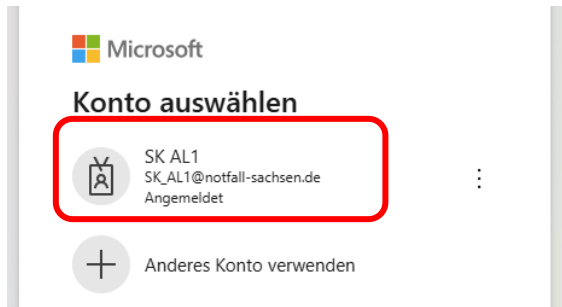 Microsoft
Konto auswählen
SK AL1
SK_AL1@notfall-sachsen.de
Angemeldet
Anderes Konto verwenden